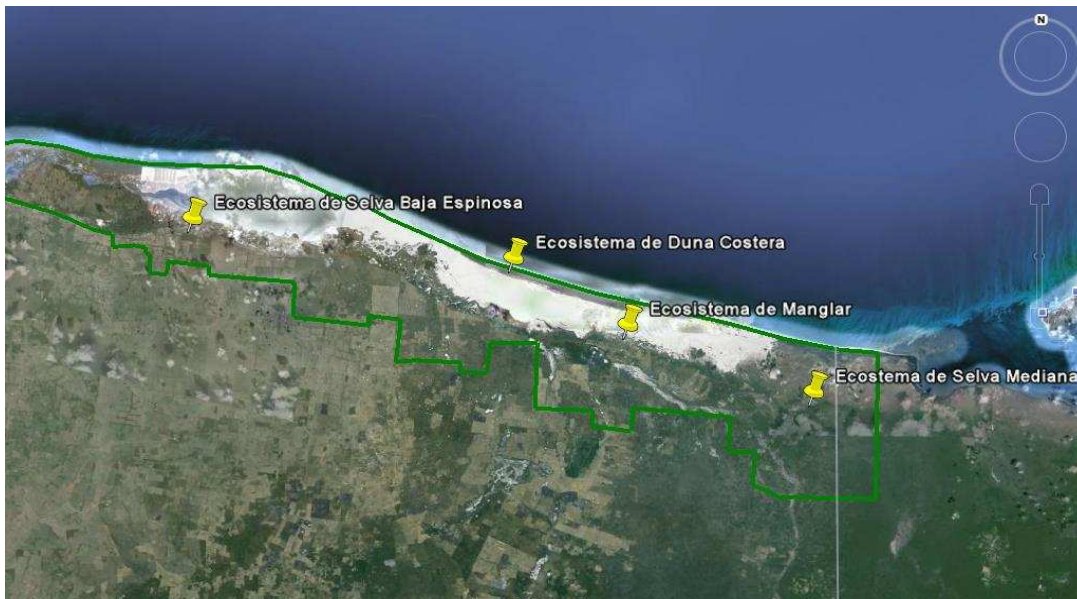 N
Ecosistema de Selva Baja Espinosa
Ecosistema de Duna Costera
Ecosistema de Manglar
Ecostema de Selva Mediana